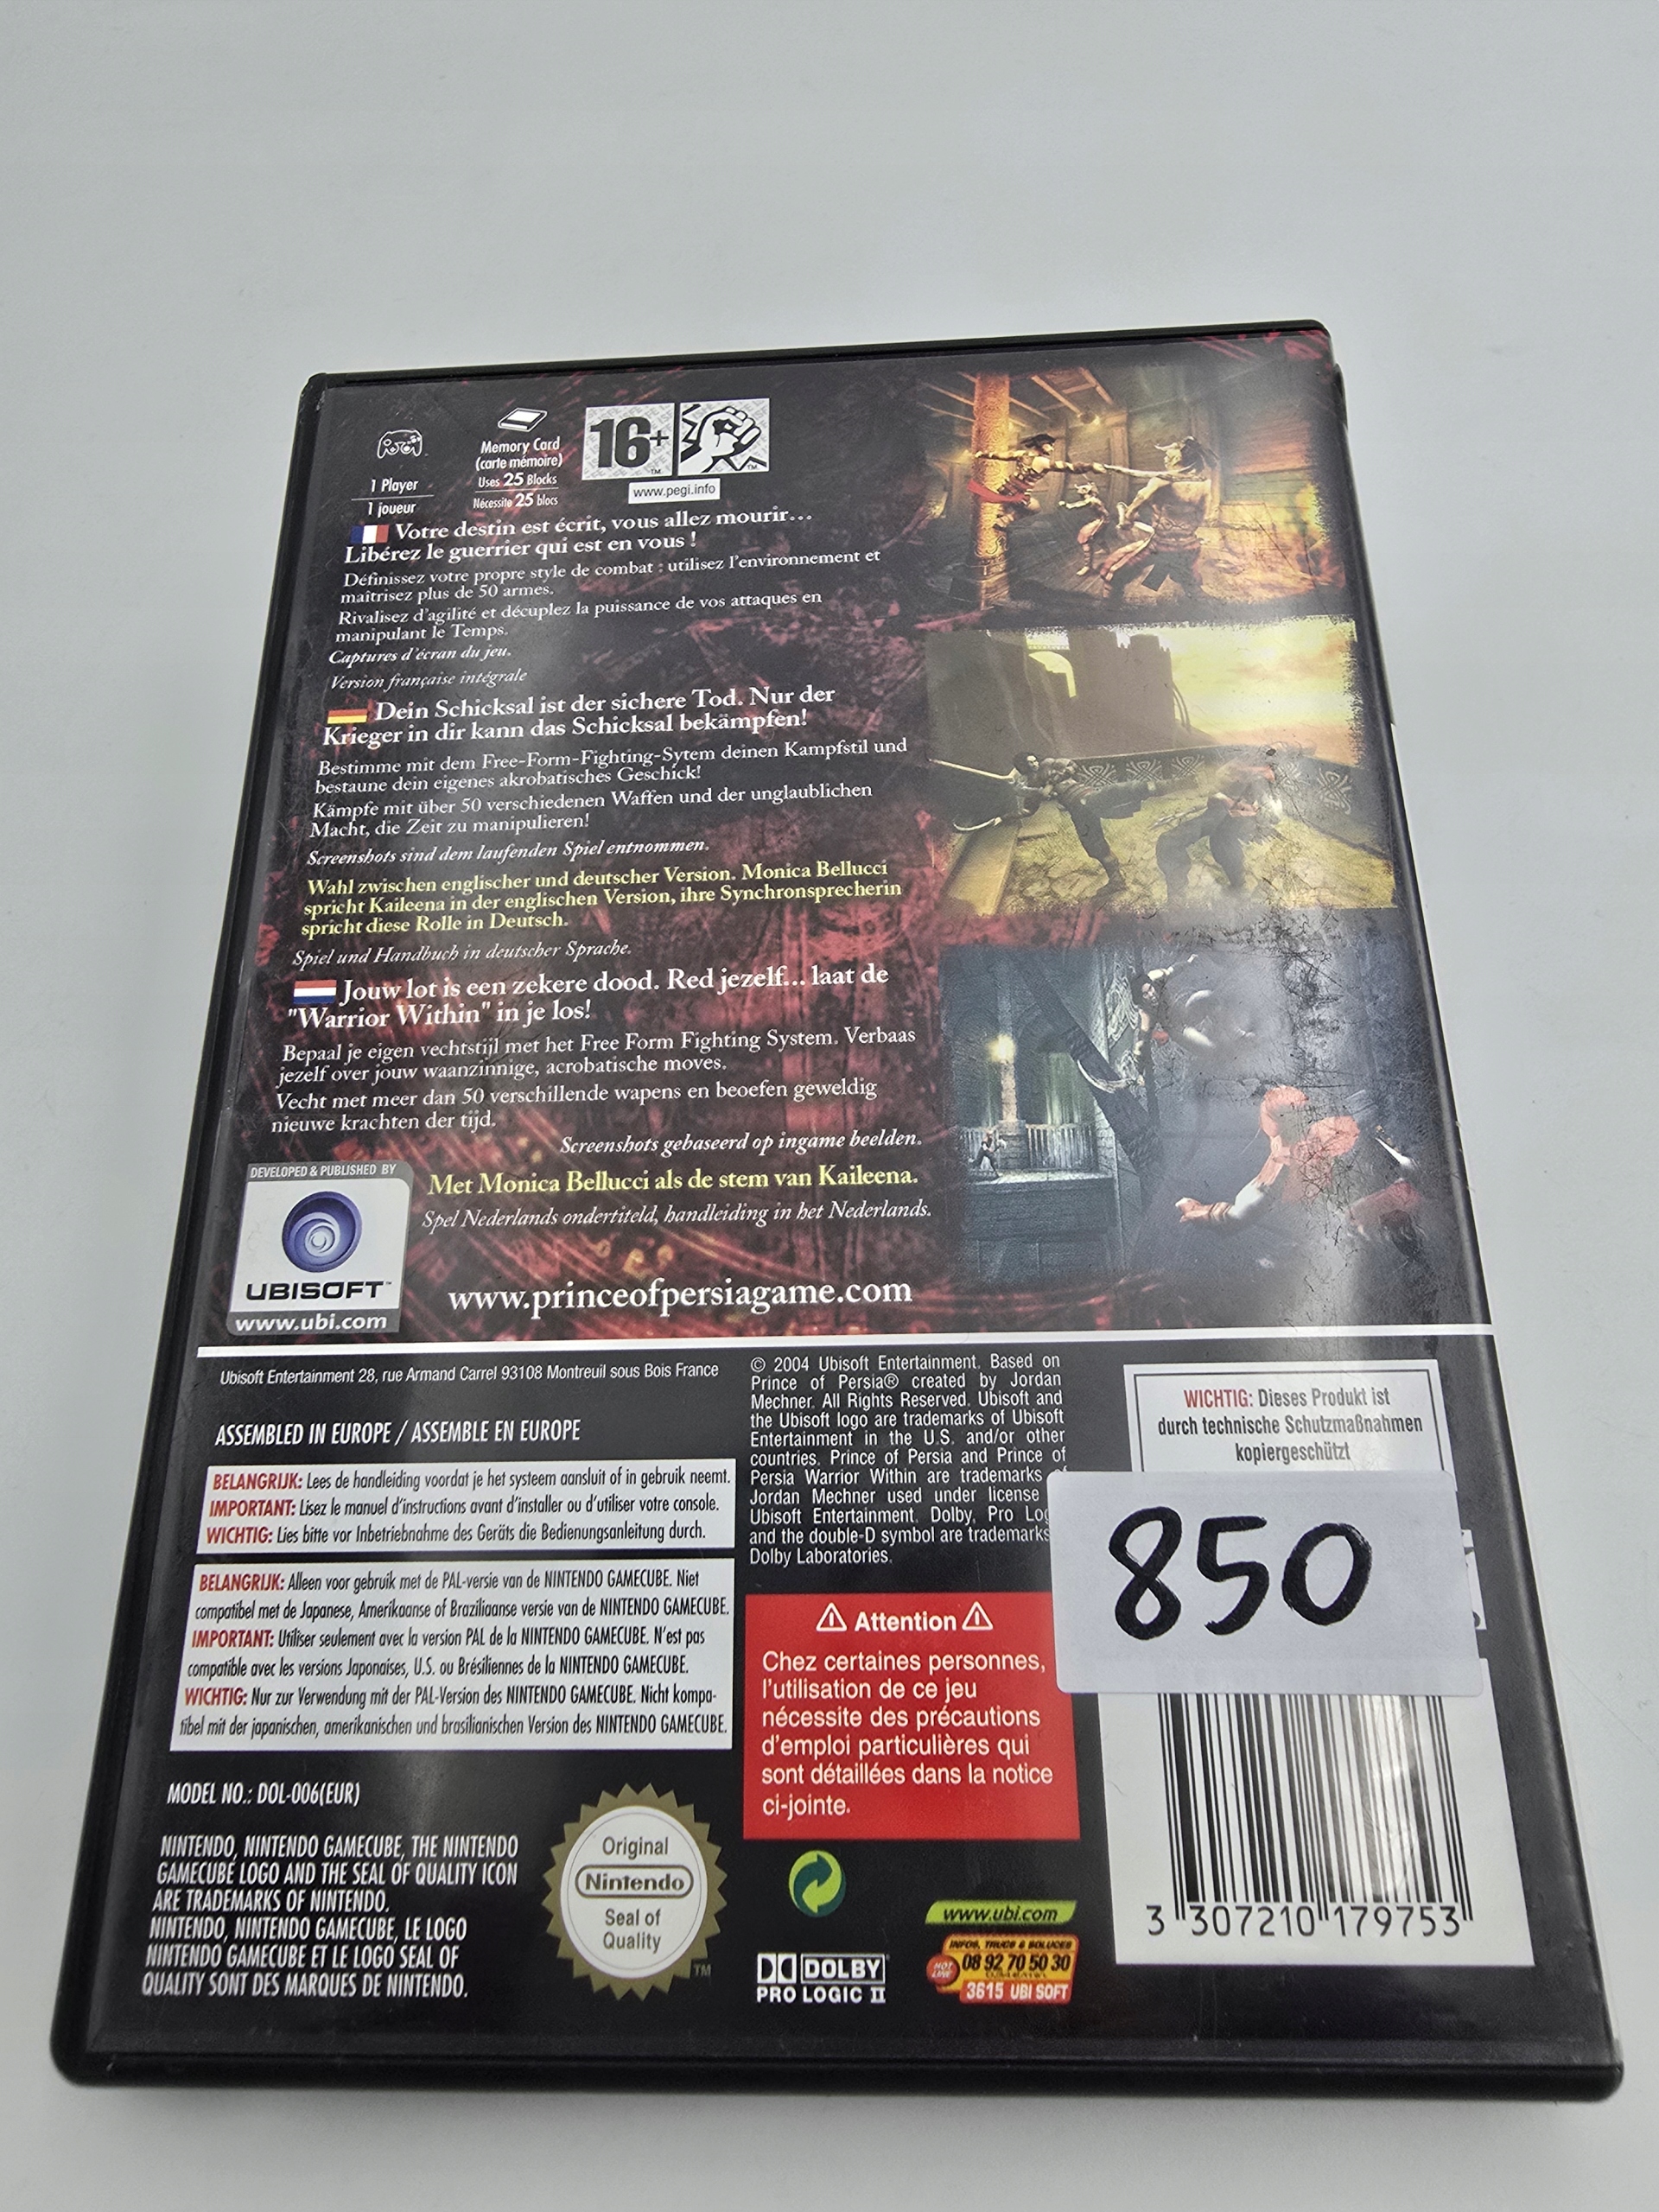 1 Player
1 joueur
Memory Card
(carte mémoire)
Uses 25 Blocks
Nécessite 25 blocs
16+
TM
TM
www.pegi.info
Votre destin est écrit, vous allez mourir...
Libérez le guerrier qui est en vous !
Définissez votre propre style de combat : utilisez l'environnement et
maîtrisez plus de 50 armes.
Rivalisez d'agilité et décuplez la puissance de vos attaques en
manipulant le Temps.
Captures d'écran du jeu.
Version française intégrale
Dein Schicksal ist der sichere Tod. Nur der
Krieger in dir kann das Schicksal bekämpfen!
Bestimme mit dem Free-Form-Fighting-Sytem deinen Kampfstil und
bestaune dein eigenes akrobatisches Geschick!
Kämpfe mit über 50 verschiedenen Waffen und der unglaublichen
Macht, die Zeit zu manipulieren!
Screenshots sind dem laufenden Spiel entnommen.
Wahl zwischen englischer und deutscher Version. Monica Bellucci
spricht Kaileena in der englischen Version, ihre Synchronsprecherin
spricht diese Rolle in Deutsch.
Spiel und Handbuch in deutscher Sprache.
Jouw lot is een zekere dood. Red jezelf... laat de
"Warrior Within" in je los!
Bepaal je eigen vechtstijl met het Free Form Fighting System. Verbaas
jezelf over jouw waanzinnige, acrobatische moves.
Vecht met meer dan 50 verschillende wapens en beoefen geweldig
nieuwe krachten der tijd.
Screenshots gebaseerd op ingame beelden.
Met Monica Bellucci als de stem van Kaileena.
Spel Nederlands ondertiteld, handleiding in het Nederlands.
DEVELOPED & PUBLISHED BY
UBISOFT™
www.ubi.com
www.princeofpersiagame.com
Ubisoft Entertainment 28, rue Armand Carrel 93108 Montreuil sous Bois France
ASSEMBLED IN EUROPE / ASSEMBLE EN EUROPE
BELANGRIJK: Lees de handleiding voordat je het systeem aansluit of in gebruik neemt.
IMPORTANT: Lisez le manuel d'instructions avant d'installer ou d'utiliser votre console.
WICHTIG: Lies bitte vor Inbetriebnahme des Geräts die Bedienungsanleitung durch.
BELANGRIJK: Alleen voor gebruik met de PAL-versie van de NINTENDO GAMECUBE. Niet
compatibel met de Japanese, Amerikaanse of Braziliaanse versie van de NINTENDO GAMECUBE.
IMPORTANT: Utiliser seulement avec la version PAL de la NINTENDO GAMECUBE. N'est pas
compatible avec les versions Japonaises, U.S. ou Brésiliennes de la NINTENDO GAMECUBE.
WICHTIG: Nur zur Verwendung mit der PAL-Version des NINTENDO GAMECUBE. Nicht kompa-
tibel mit der japanischen, amerikanischen und brasilianischen Version des NINTENDO GAMECUBE.
MODEL NO.: DOL-006(EUR)
NINTENDO, NINTENDO GAMECUBE, THE NINTENDO
GAMECUBE LOGO AND THE SEAL OF QUALITY ICON
ARE TRADEMARKS OF NINTENDO.
NINTENDO, NINTENDO GAMECUBE, LE LOGO
NINTENDO GAMECUBE ET LE LOGO SEAL OF
QUALITY SONT DES MARQUES DE NINTENDO.
Original
Nintendo
Seal of
Quality
TM
© 2004 Ubisoft Entertainment. Based on
Prince of Persia® created by Jordan
Mechner. All Rights Reserved. Ubisoft and
the Ubisoft logo are trademarks of Ubisoft
Entertainment in the U.S. and/or other
countries. Prince of Persia and Prince of
Persia Warrior Within are trademarks of
Jordan Mechner used under license
Ubisoft Entertainment. Dolby, Pro
and the double-D symbol are trademarks
Dolby Laboratories.
Attention
Chez certaines personnes,
l'utilisation de ce jeu
nécessite des précautions
d'emploi particulières qui
sont détaillées dans la notice
ci-jointe.
DOLBY
PRO LOGIC II
www.ubi.com
INFOS, TRUCS & SOLUCES
HOT LINE
08 92 70 50 30
3615 UBI SOFT
WICHTIG: Dieses Produkt ist
durch technische Schutzmaßnahmen
kopiergeschützt
850
3 307210 179753